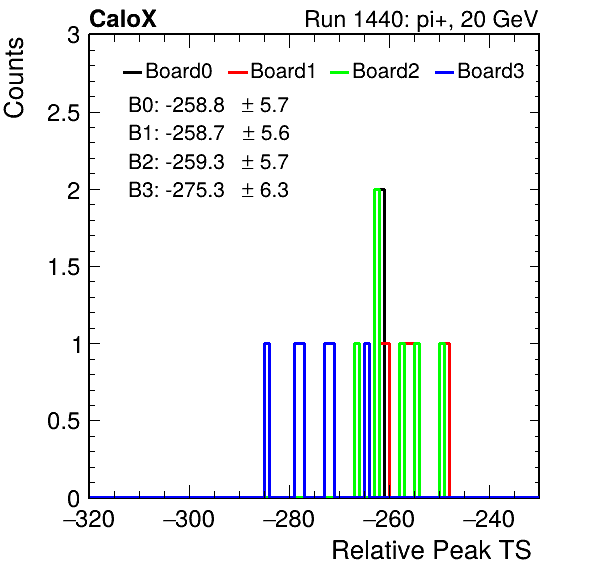 CaloX Run 1440: pi+, 20 GeV
Counts
Board0 Board1 Board2 Board3
B0: -258.8 ± 5.7
B1: -258.7 ± 5.6
B2: -259.3 ± 5.7
B3: -275.3 ± 6.3
3
2.5
2
1.5
1
0.5
0
−320 −300 −280 −260 −240
Relative Peak TS